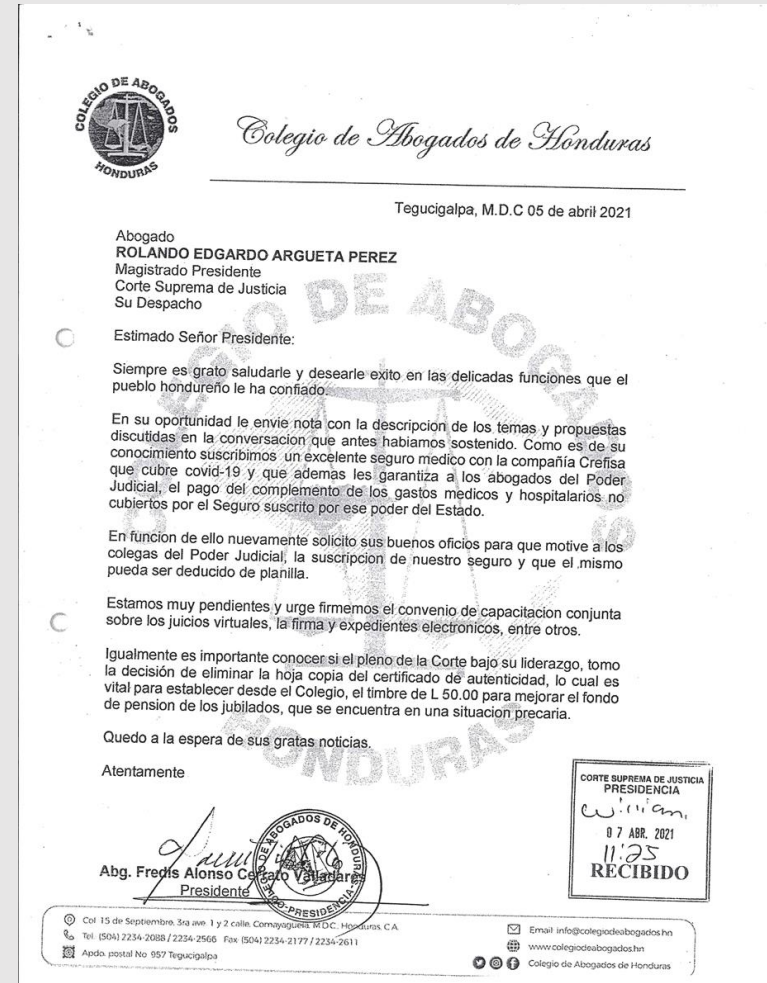 COLEGIO DE ABOGADOS
HONDURAS
Colegio de Abogados de Honduras
Tegucigalpa, M.D.C 05 de abril 2021
Abogado
ROLANDO EDGARDO ARGUETA PEREZ
Magistrado Presidente
Corte Suprema de Justicia
Su Despacho
Estimado Señor Presidente:
Siempre es grato saludarle y desearle exito en las delicadas funciones que el
pueblo hondureño le ha confiado.
En su oportunidad le envie nota con la descripcion de los temas y propuestas
discutidas en la conversacion que antes habiamos sostenido. Como es de su
conocimiento suscribimos un excelente seguro medico con la compañía Crefisa
que cubre covid-19 y que ademas les garantiza a los abogados del Poder
Judicial, el pago del complemento de los gastos medicos y hospitalarios no
cubiertos por el Seguro suscrito por ese poder del Estado.
En funcion de ello nuevamente solicito sus buenos oficios para que motive a los
colegas del Poder Judicial, la suscripcion de nuestro seguro y que el mismo
pueda ser deducido de planilla.
Estamos muy pendientes y urge firmemos el convenio de capacitacion conjunta
sobre los juicios virtuales, la firma y expedientes electronicos, entre otros.
Igualmente es importante conocer si el pleno de la Corte bajo su liderazgo, tomo
la decisión de eliminar la hoja copia del certificado de autenticidad, lo cual es
vital para establecer desde el Colegio, el timbre de L 50.00 para mejorar el fondo
de pension de los jubilados, que se encuentra en una situacion precaria.
Quedo a la espera de sus gratas noticias.
Atentamente
COLEGIO DE ABOGADOS
HONDURAS
Abg. Fredis Alonso Cerrato Valladares
Presidente
COLEGIO DE ABOGADOS DE HONDURAS
PRESIDENCIA
CORTE SUPREMA DE JUSTICIA
PRESIDENCIA
07 ABR. 2021
11:25
RECIBIDO
Col 15 de Septiembre, 3ra ave. 1 y 2 calle, Comayaguela. M.D.C., Honduras, C.A.
Tel. (504) 2234-2088 / 2234-2566 Fax (504) 2234-2177 / 2234-2611
Apdo. postal No 957 Tegucigalpa
Email: info@colegiodeabogados.hn
www.colegiodeabogados.hn
Colegio de Abogados de Honduras